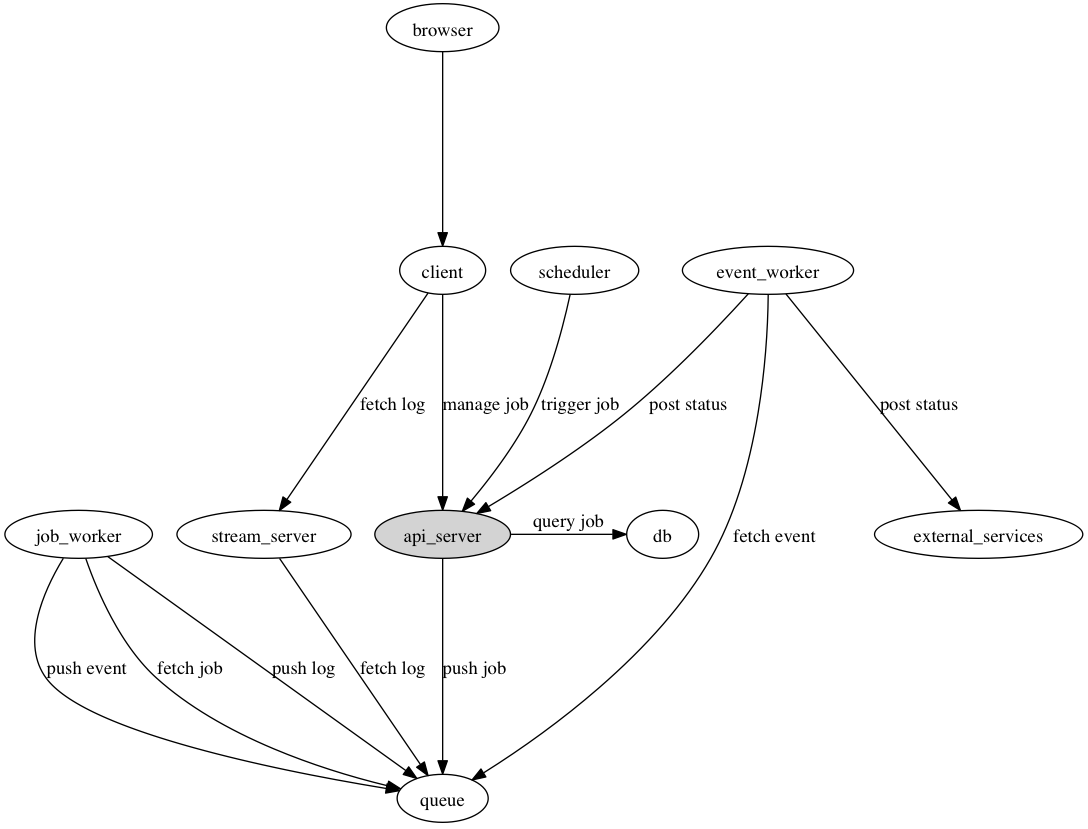 browser
client
scheduler
event_worker
fetch log
manage job
trigger job
post status
post status
job_worker
stream_server
api_server
query job
db
fetch event
external_services
push event
fetch job
push log
fetch log
push job
queue